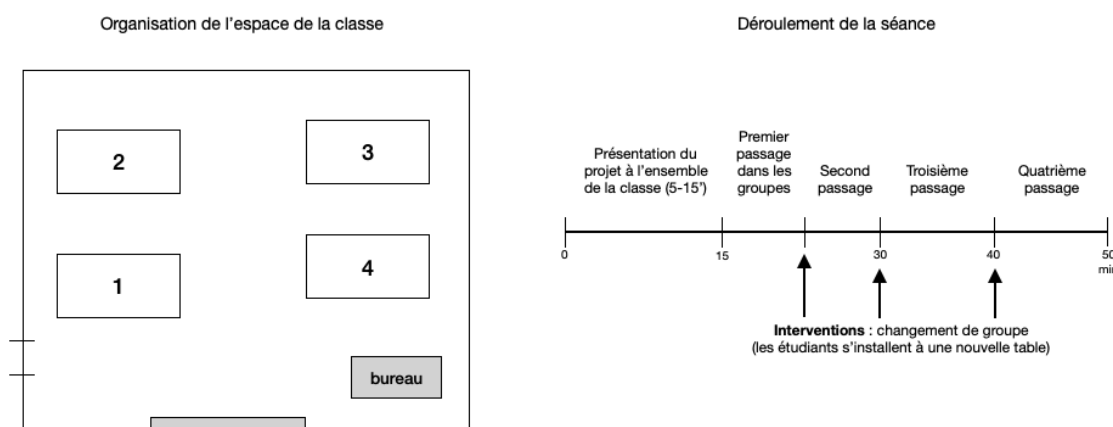 Organisation de l'espace de la classe
2
3
1
4
bureau
Déroulement de la séance
Présentation du
projet à l'ensemble
de la classe (5-15')
Premier
passage
dans les
groupes
Second
passage
Troisième
passage
Quatrième
passage
0
15
30
40
50
min
Interventions : changement de groupe
(les étudiants s'installent à une nouvelle table)